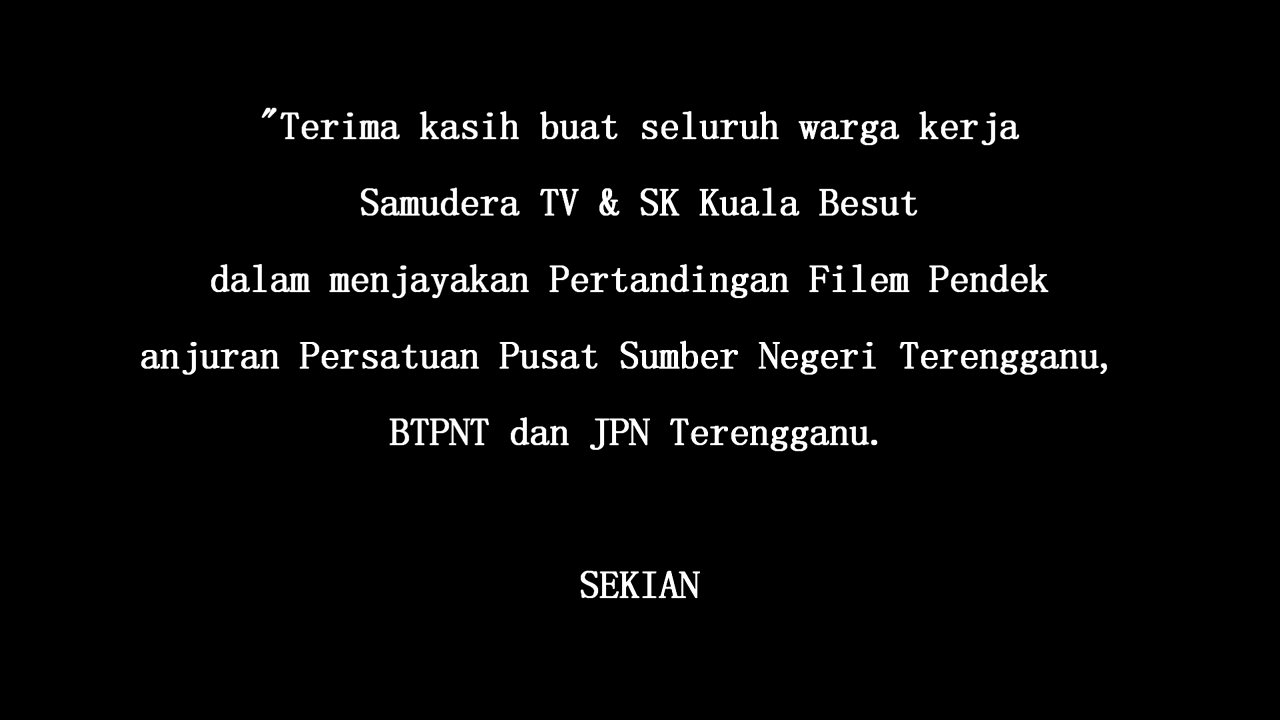 "Terima kasih buat seluruh warga kerja
Samudera TV & SK Kuala Besut
dalam menjayakan Pertandingan Filem Pendek
anjuran Persatuan Pusat Sumber Negeri Terengganu,
BTPNT dan JPN Terengganu.
SEKIAN